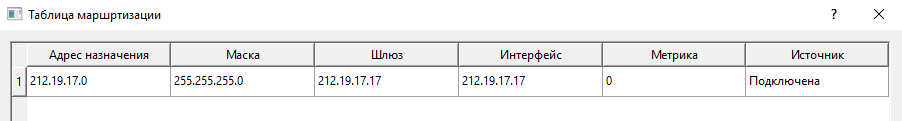 Таблица маршртизации
Адрес назначения Маска Шлюз Интерфейс Метрика Источник
1 212.19.17.0 255.255.255.0 212.19.17.17 212.19.17.17 0 Подключена